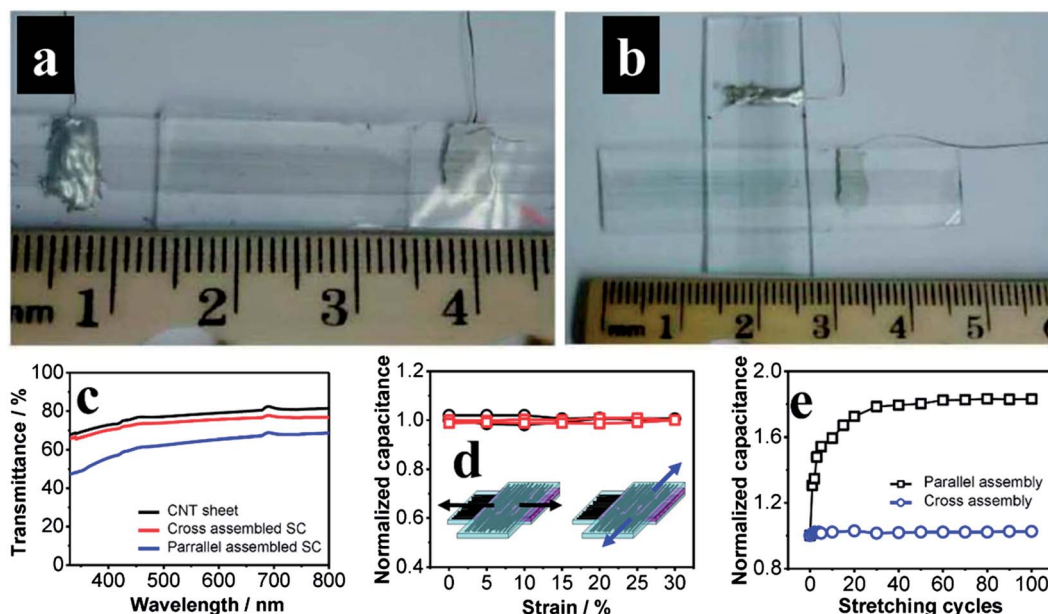 a
mm 1 2 3 4
b
mm 1 2 3 4 5
c
Transmittance / %
100
80
60
40
20
0
CNT sheet
Cross assembled SC
Parrallel assembled SC
400 500 600 700 800
Wavelength / nm
d
Normalized capacitance
1.2
1.0
0.8
0.6
0.4
0 5 10 15 20 25 30
Strain / %
e
Normalized capacitance
2.0
1.6
1.2
0.8
Parallel assembly
Cross assembly
0 20 40 60 80 100
Stretching cycles